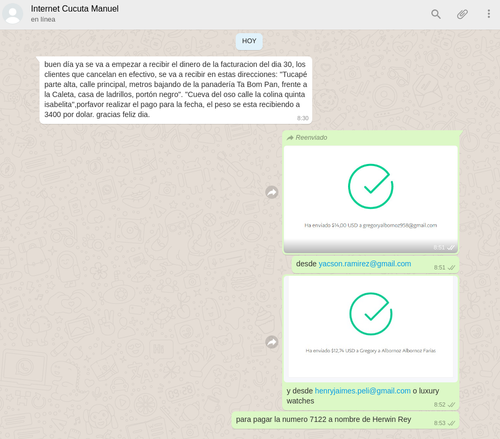 Internet Cucuta Manuel
en línea
HOY
buen día ya se va a empezar a recibir el dinero de la facturacion del dia 30, los
clientes que cancelan en efectivo, se va a recibir en estas direcciones: "Tucapé
parte alta, calle principal, metros bajando de la panadería Ta Bom Pan, frente a
la Caleta, casa de ladrillos, portón negro". "Cueva del oso calle la colina quinta
isabelita",porfavor realizar el pago para la fecha, el peso se esta recibiendo a
3400 por dolar. gracias feliz dia.
8:30
Reenviado
Ha enviado $14,00 USD a gregoryalbornoz958@gmail.com
8:51
desde yacson.ramirez@gmail.com
8:51
Ha enviado $12,74 USD a Gregory a Albornoz Albornoz Farias.
y desde henryjaimes.peli@gmail.com o luxury
watches
8:52
para pagar la numero 7122 a nombre de Herwin Rey
8:53